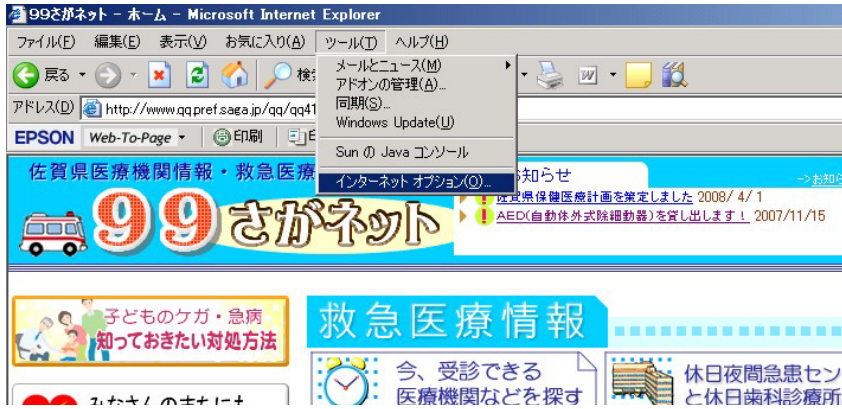 99さがネット - ホーム - Microsoft Internet Explorer
ファイル(F) 編集(E) 表示(V) お気に入り(A) ツール(T) ヘルプ(H)
戻る
メールとニュース(M)
アドオンの管理(A)...
同期(S)...
Windows Update(U)
Sun の Java コンソール
インターネット オプション(O)...
アドレス(D) http://www.qq.pref.saga.jp/qq/qq41
EPSON Web-To-Page 印刷
佐賀県医療機関情報・救急医療
99さがネット
お知らせ
->お知ら
佐賀県保健医療計画を策定しました 2008/ 4/ 1
AED(自動体外式除細動器)を貸し出します! 2007/11/15
子どものケガ・急病
知っておきたい対処方法
救急医療情報
今、受診できる
医療機関などを探す
休日夜間急患セン
と休日歯科診療所
みなさんのまちにも